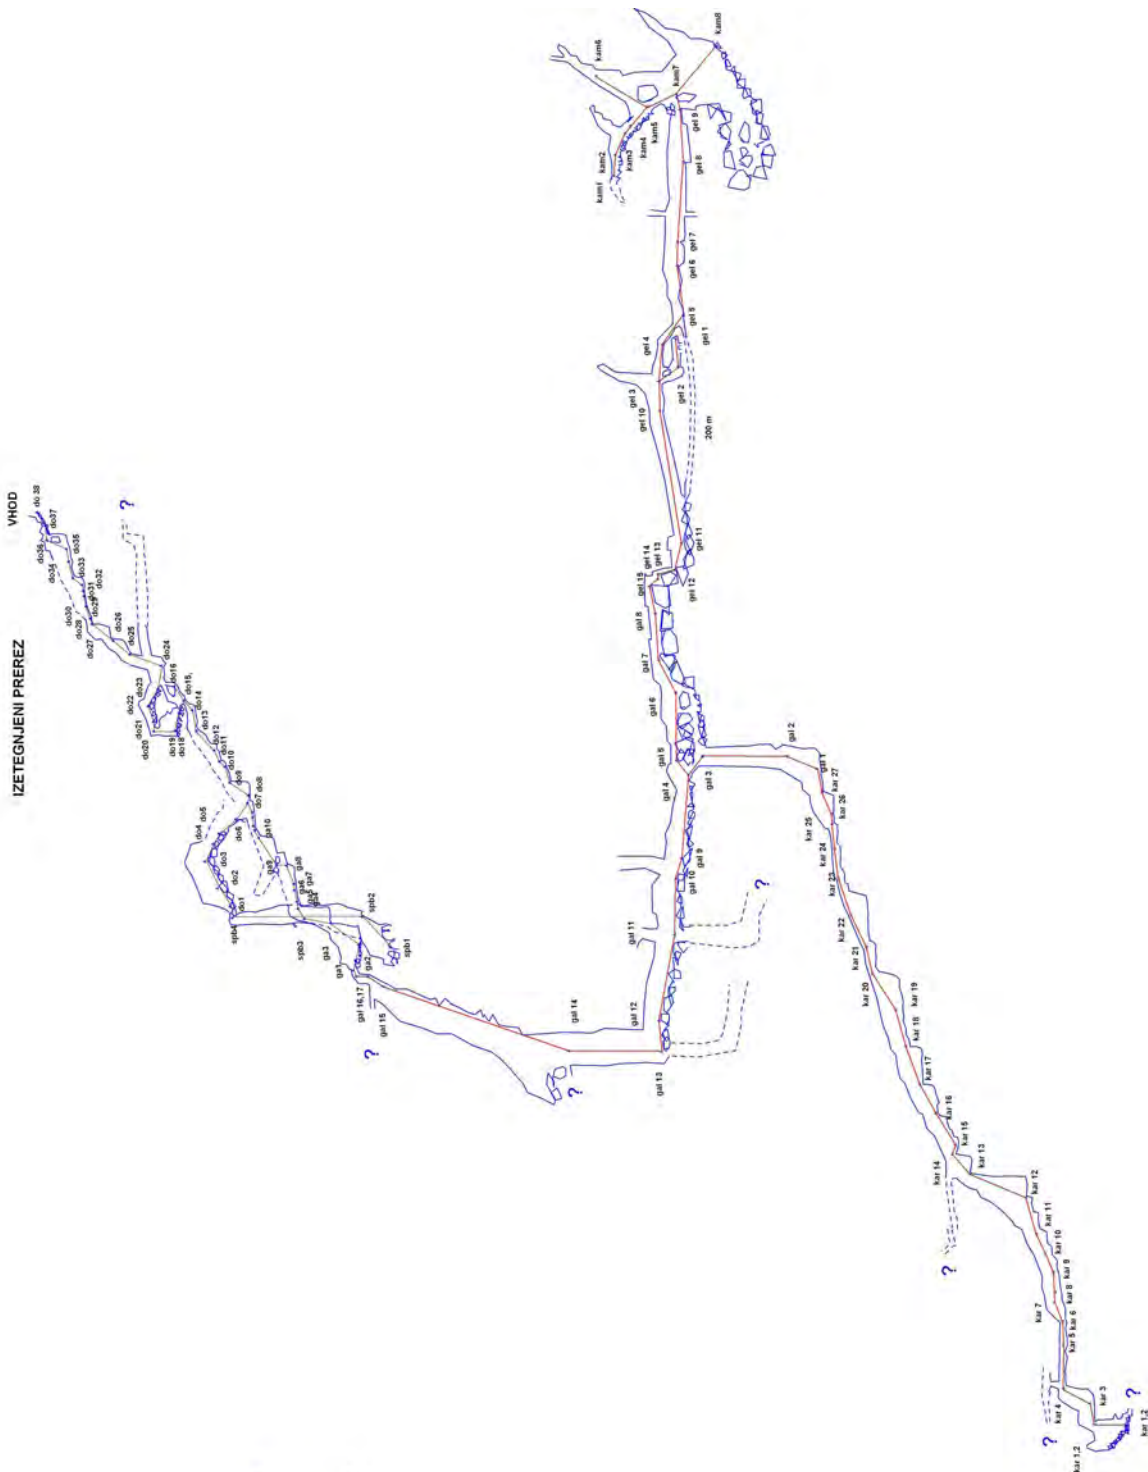 IZETEGNJENI PREREZ
VHOD
do 38
do37
do36
do35
do34
do33
do32
do31
do30
do29
do28
do27
do26
do25
do24
do23
do22
do21
do20
do19
do18
do16
do15,
do14
do13
do12
do11
do10
do9
do8
do7
do6
do5
do4
do3
do2
do1
ga10
ga9
ga8
ga7
ga6
ga5
ga4
ga3
ga2
ga1
spb4
spb3
spb2
spb1
gal 16,17
gal 15
?
?
?
gal 14
gal 13
gal 12
gal 11
gal 10
gal 9
?
gal 8
gal 7
gal 6
gal 5
gal 4
gal 3
gal 2
gal 1
gel 15
gel 14
gel 13
gel 12
gel 11
gel 10
gel 9
gel 8
gel 7
gel 6
gel 5
gel 4
gel 3
gel 2
gel 1
200 m
kam1
kam2
kam3
kam4
kam5
kam6
kam7
kam8
kar 27
kar 26
kar 25
kar 24
kar 23
kar 22
kar 21
kar 20
kar 19
kar 18
kar 17
kar 16
kar 15
kar 14
kar 13
kar 12
kar 11
kar 10
kar 9
kar 8
kar 7
kar 6
kar 5
kar 4
kar 3
kar 1,2
kar 1,2
?
?
?